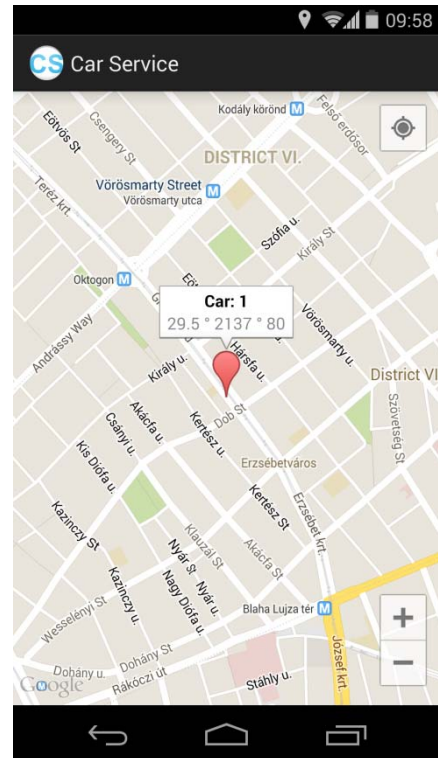 09:58
CS Car Service
Kodály körönd M
Felső erdősor
Eötvös St
Csengery St
DISTRICT VI.
Teréz krt.
Vörösmarty Street M
Vörösmarty utca
Szófia u.
Király St
Oktogon M
Andrássy Way
Car: 1
29.5 ° 2137 ° 80
Vörösmarty u.
Hársfa u.
Király u.
District VI
Dob St
Akácfa u.
Csányi u.
Kertész u.
Szövetség St
Kis Diófa u.
Erzsébetváros
Kazinczy St
Kertész St
Erzsébet krt.
Klauzál St
Akácfa St
Nyár St
Kazinczy u.
Nagy Diófa u.
Nyár u.
Blaha Lujza tér M
+
Wesselényi St
Dohány St
József krt.
−
Dohány u.
Google
Rákóczi út
Stáhly u.